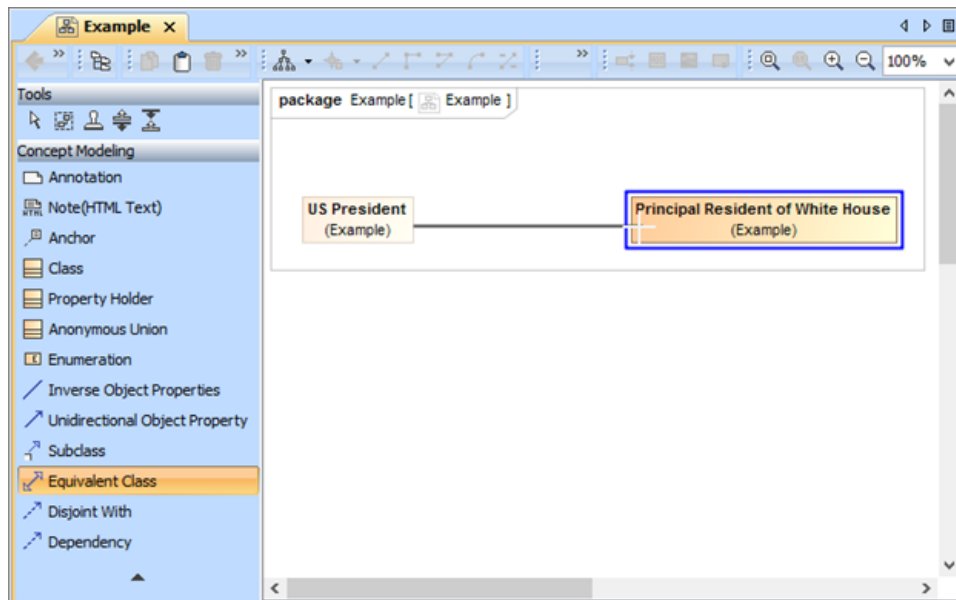 Example
100%
Tools
package Example [ Example ]
Concept Modeling
Annotation
HTML
Note(HTML Text)
Anchor
Class
Property Holder
Anonymous Union
Enumeration
Inverse Object Properties
Unidirectional Object Property
Subclass
Equivalent Class
Disjoint With
Dependency
US President
(Example)
Principal Resident of White House
(Example)